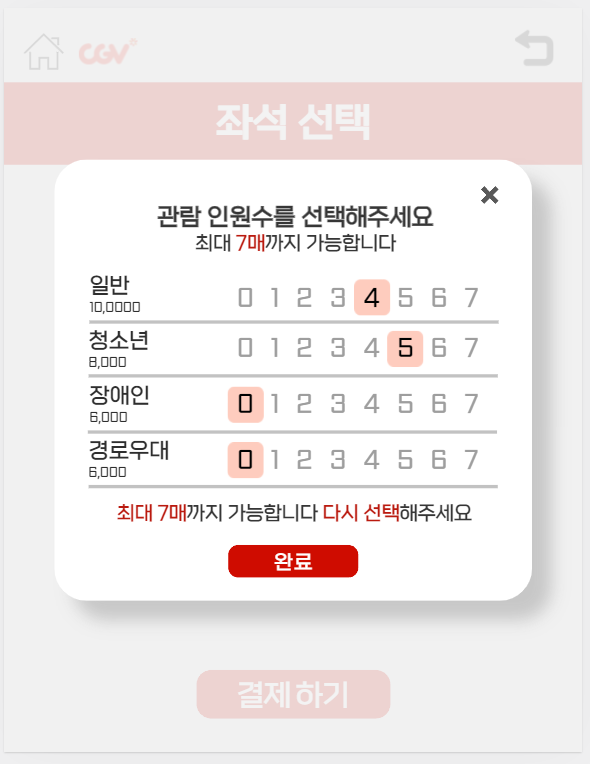 CGV
좌석 선택
관람 인원수를 선택해주세요
최대 7매까지 가능합니다
일반 0 1 2 3 4 5 6 7
10,0000
청소년 0 1 2 3 4 5 6 7
8,000
장애인 0 1 2 3 4 5 6 7
6,000
경로우대 0 1 2 3 4 5 6 7
6,000
최대 7매까지 가능합니다 다시 선택해주세요
완료
결제 하기